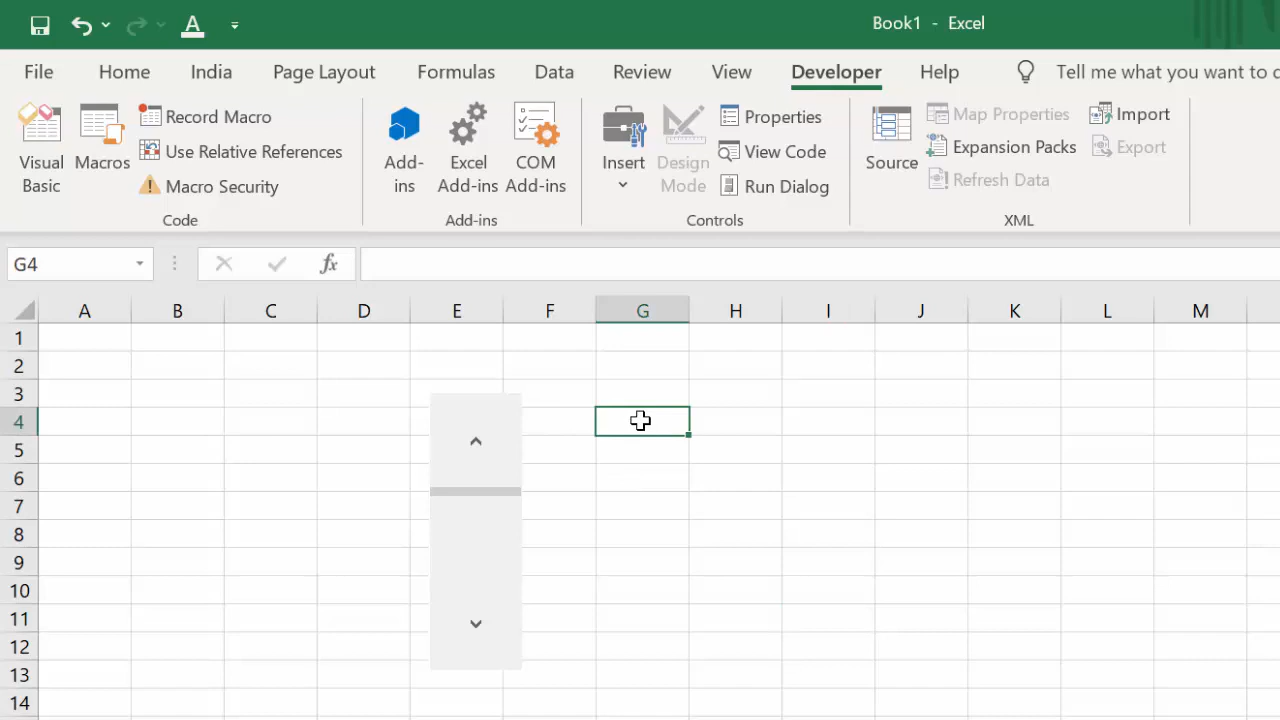 A
Book1 - Excel
File Home India Page Layout Formulas Data Review View Developer Help Tell me what you want to d
Visual Basic
Macros
Record Macro
Use Relative References
Macro Security
Code
Add-ins
Excel Add-ins
COM Add-ins
Add-ins
Insert
Design Mode
Properties
View Code
Run Dialog
Controls
Source
Map Properties
Expansion Packs
Refresh Data
Import
Export
XML
G4
fx
A B C D E F G H I J K L M
1
2
3
4
5
6
7
8
9
10
11
12
13
14